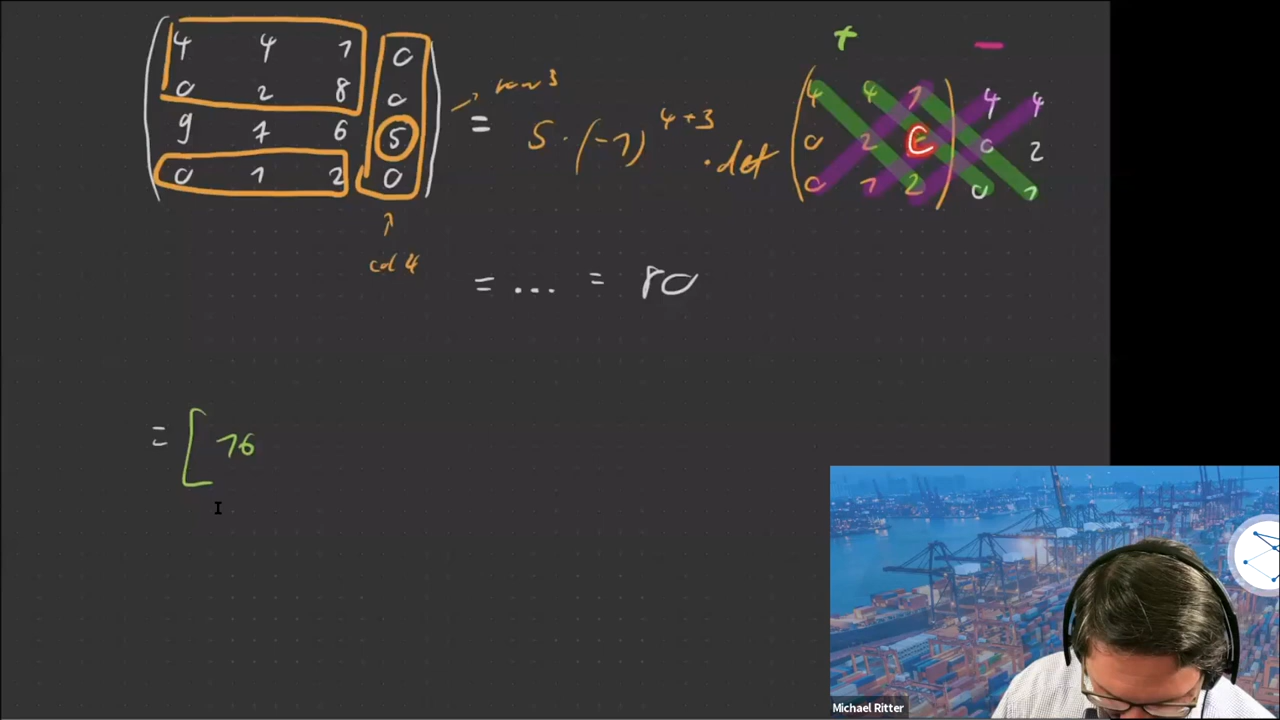 + −
( 4 4 1 0
0 2 8 0
9 7 6 5
0 1 2 0 ) → row 3 = 5 · (-1)^{4+3} · det ( 4 4 1 ) 4 4
0 2 C 0 2
0 1 2 0 1
↑
col 4
= ... = 80
= [ 16
Michael Ritter